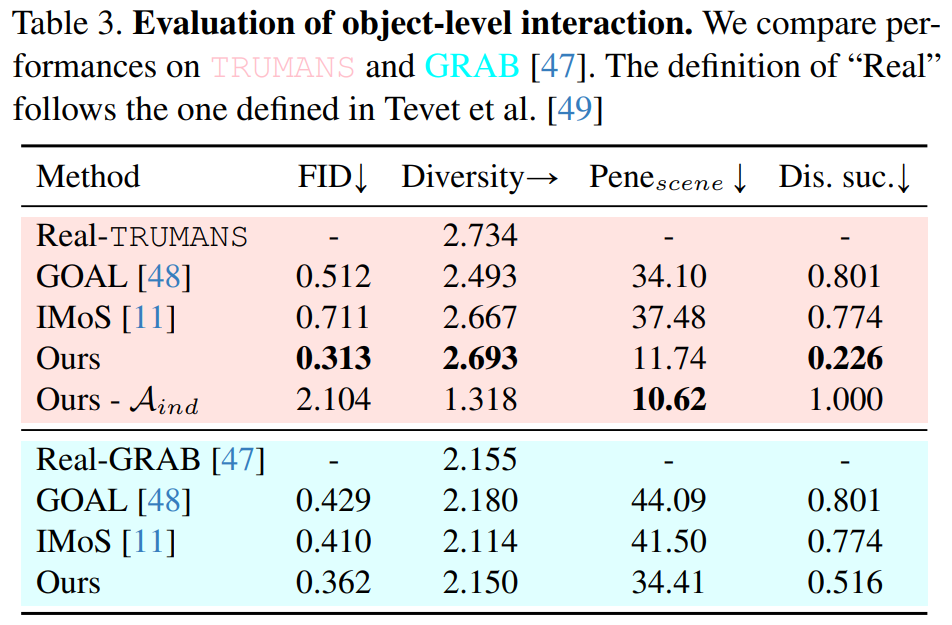 Table 3. Evaluation of object-level interaction. We compare per-
formances on TRUMANS and GRAB [47]. The definition of “Real”
follows the one defined in Tevet et al. [49]
Method FID↓ Diversity→ Pene_scene ↓ Dis. suc.↓
Real-TRUMANS - 2.734 - -
GOAL [48] 0.512 2.493 34.10 0.801
IMoS [11] 0.711 2.667 37.48 0.774
Ours 0.313 2.693 11.74 0.226
Ours - 𝒜_ind 2.104 1.318 10.62 1.000
Real-GRAB [47] - 2.155 - -
GOAL [48] 0.429 2.180 44.09 0.801
IMoS [11] 0.410 2.114 41.50 0.774
Ours 0.362 2.150 34.41 0.516